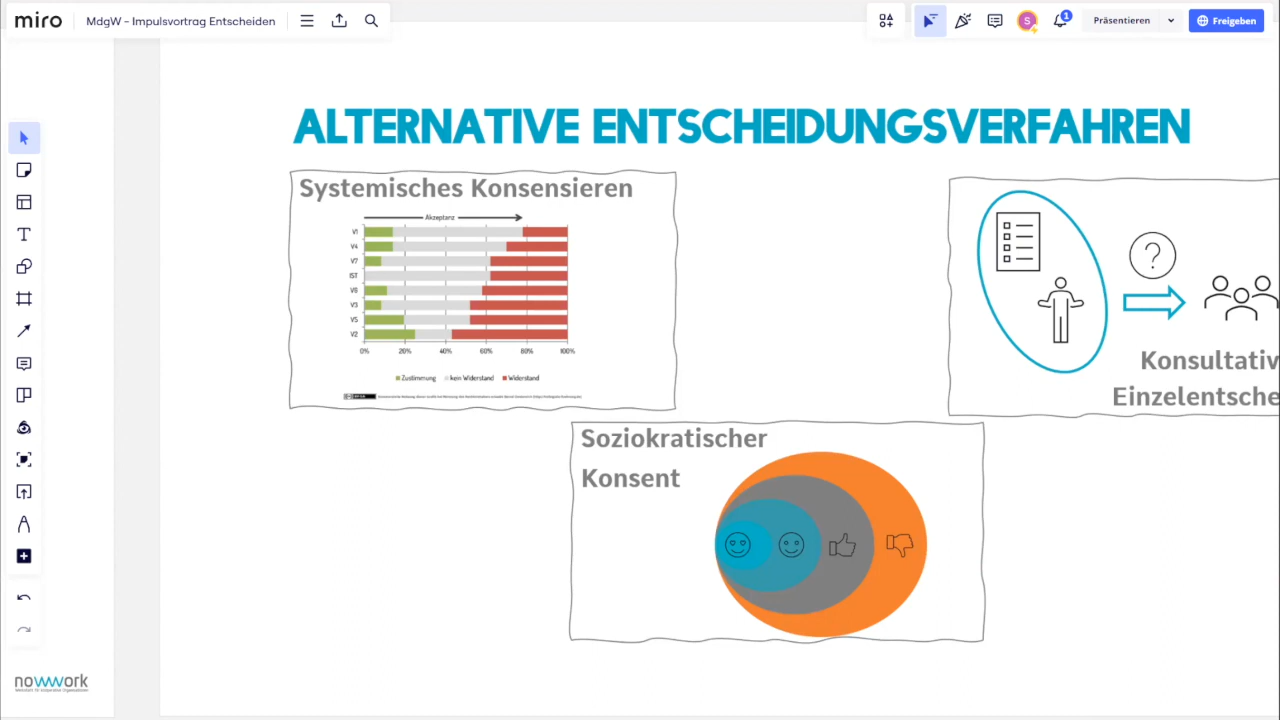 miro
MdgW - Impulsvortrag Entscheiden
S
1
Präsentieren
Freigeben
ALTERNATIVE ENTSCHEIDUNGSVERFAHREN
Systemisches Konsensieren
Akzeptanz
V1
V4
V7
IST
V3
V5
V2
0%
20%
40%
60%
80%
100%
Zustimmung
kein Widerstand
Widerstand
?
Konsultativ
Einzelentsche
Soziokratischer
Konsent
nowwork